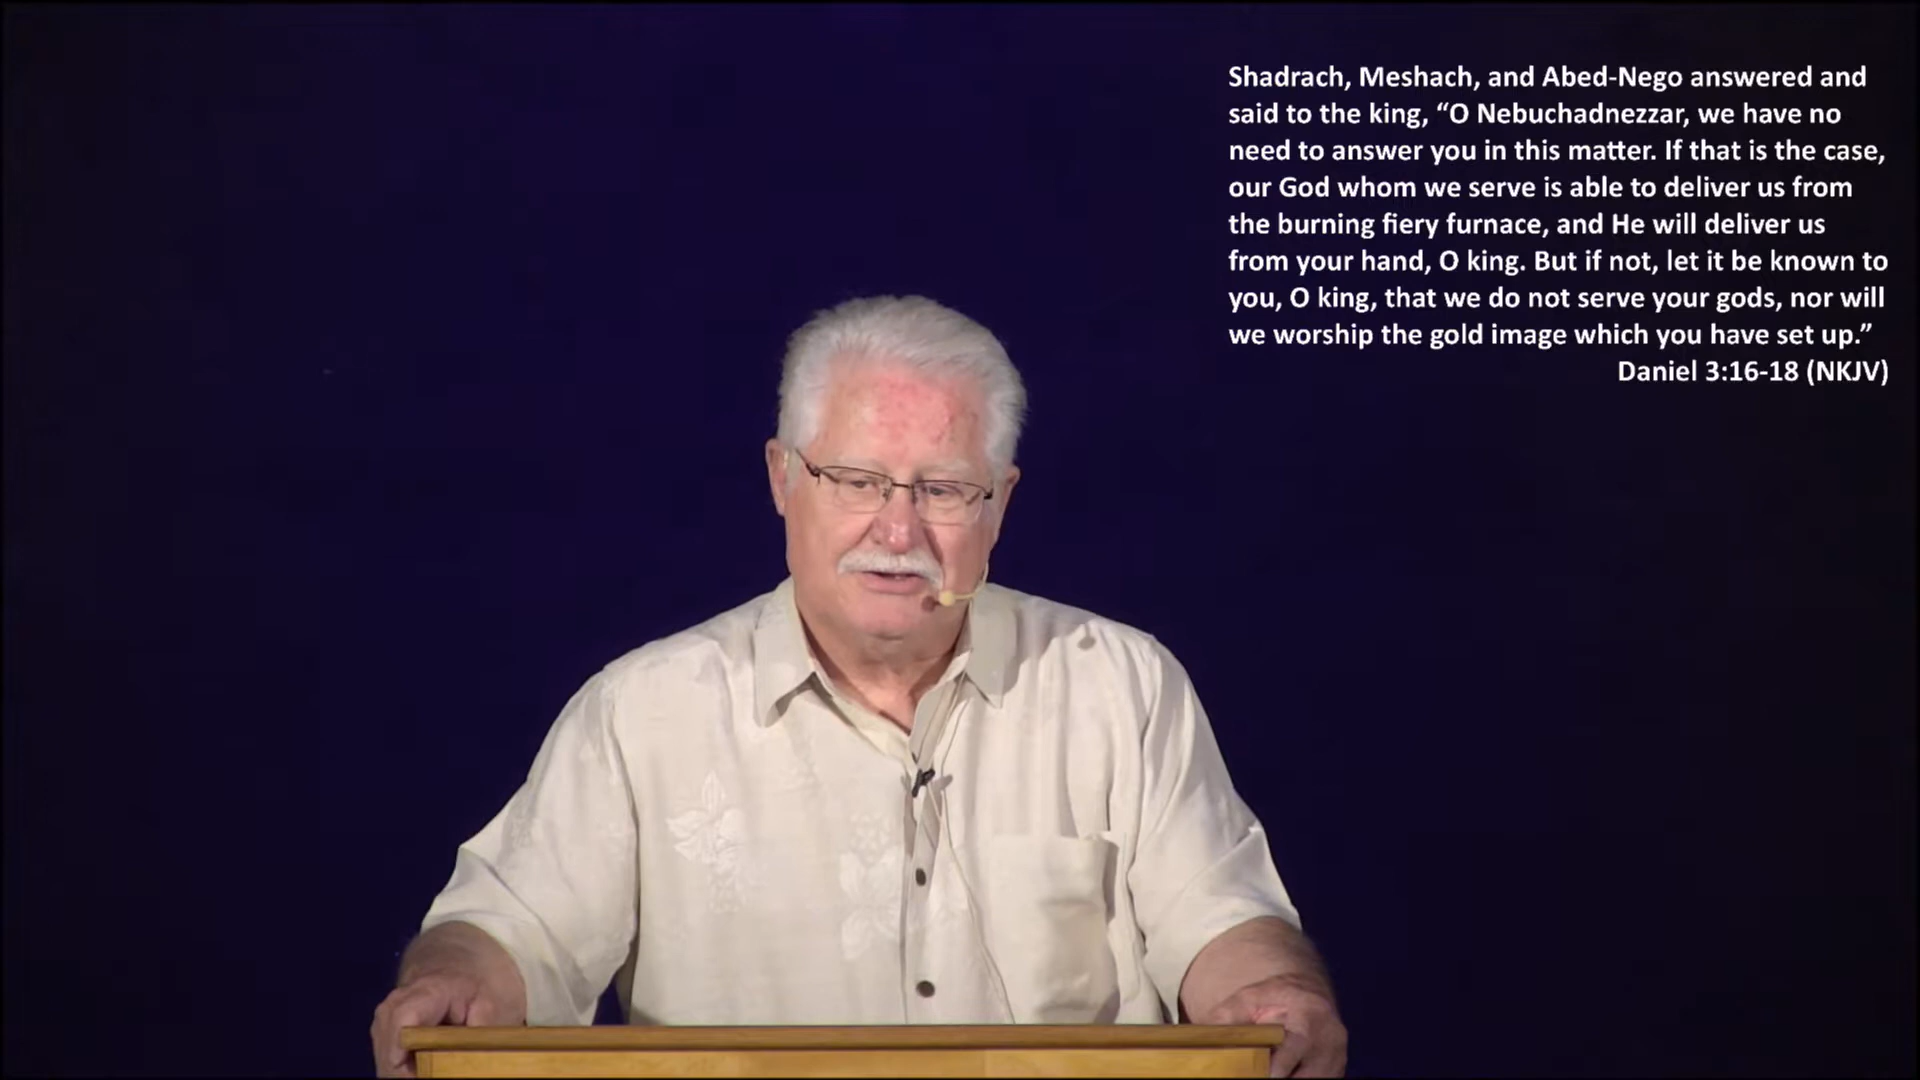 Shadrach, Meshach, and Abed-Nego answered and
said to the king, “O Nebuchadnezzar, we have no
need to answer you in this matter. If that is the case,
our God whom we serve is able to deliver us from
the burning fiery furnace, and He will deliver us
from your hand, O king. But if not, let it be known to
you, O king, that we do not serve your gods, nor will
we worship the gold image which you have set up.”
Daniel 3:16-18 (NKJV)